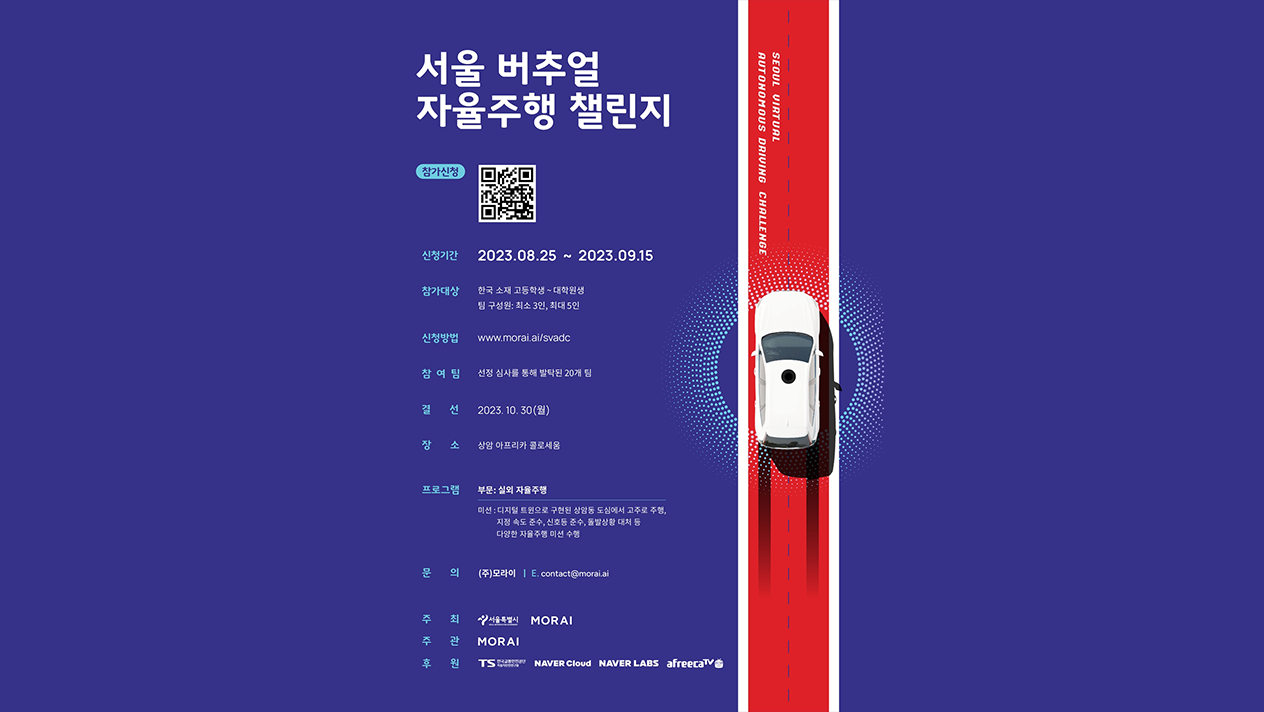 서울 버추얼
자율주행 챌린지
SEOUL VIRTUAL
AUTONOMOUS DRIVING CHALLENGE
참가신청
신청기간 2023.08.25 ~ 2023.09.15
참가대상 한국 소재 고등학생 ~ 대학원생
팀 구성원: 최소 3인, 최대 5인
신청방법 www.morai.ai/svadc
참 여 팀 선정 심사를 통해 발탁된 20개 팀
결 선 2023. 10. 30(월)
장 소 상암 아프리카 콜로세움
프로그램 부문: 실외 자율주행
미션 : 디지털 트윈으로 구현된 상암동 도심에서 고주로 주행,
지정 속도 준수, 신호등 준수, 돌발상황 대처 등
다양한 자율주행 미션 수행
문 의 (주)모라이 | E. contact@morai.ai
주 최 서울특별시 MORAI
주 관 MORAI
후 원 TS 한국교통안전공단 NAVER Cloud NAVER LABS afreecaTV